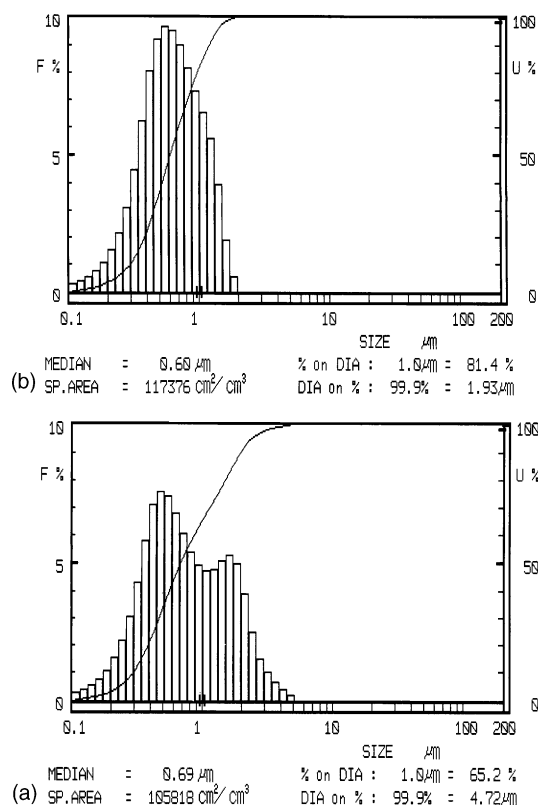 10 100
F % U %
5 50
0 0
0.1 1 10 100 200
SIZE μm
MEDIAN = 0.60 μm % on DIA : 1.0μm = 81.4 %
(b) SP.AREA = 117376 cm²/cm³ DIA on % : 99.9% = 1.93μm
10 100
F % U %
5 50
0 0
0.1 1 10 100 200
SIZE μm
MEDIAN = 0.69 μm % on DIA : 1.0μm = 65.2 %
(a) SP.AREA = 105818 cm²/cm³ DIA on % : 99.9% = 4.72μm